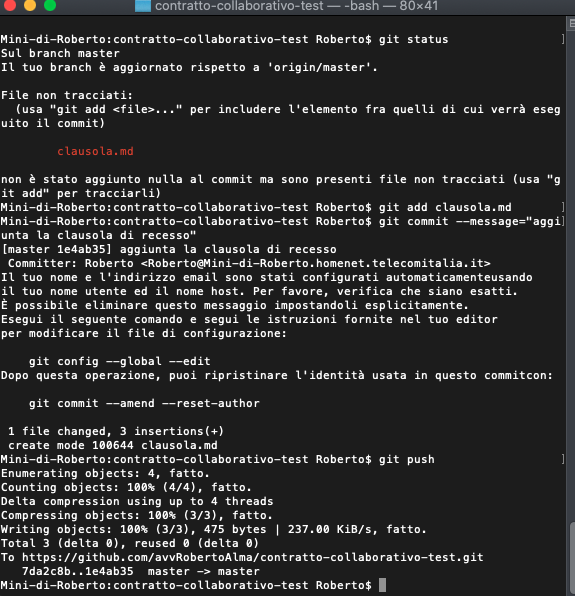 contratto-collaborativo-test — -bash — 80×41
Mini-di-Roberto:contratto-collaborativo-test Roberto$ git status ]
Sul branch master
Il tuo branch è aggiornato rispetto a 'origin/master'.
File non tracciati:
(usa "git add <file>..." per includere l'elemento fra quelli di cui verrà eseg
uito il commit)
clausola.md
non è stato aggiunto nulla al commit ma sono presenti file non tracciati (usa "g
it add" per tracciarli)
Mini-di-Roberto:contratto-collaborativo-test Roberto$ git add clausola.md ]
Mini-di-Roberto:contratto-collaborativo-test Roberto$ git commit --message="aggi]
unta la clausola di recesso"
[master 1e4ab35] aggiunta la clausola di recesso
Committer: Roberto <Roberto@Mini-di-Roberto.homenet.telecomitalia.it>
Il tuo nome e l'indirizzo email sono stati configurati automaticamenteusando
il tuo nome utente ed il nome host. Per favore, verifica che siano esatti.
È possibile eliminare questo messaggio impostandoli esplicitamente.
Esegui il seguente comando e segui le istruzioni fornite nel tuo editor
per modificare il file di configurazione:
git config --global --edit
Dopo questa operazione, puoi ripristinare l'identità usata in questo commitcon:
git commit --amend --reset-author
1 file changed, 3 insertions(+)
create mode 100644 clausola.md
Mini-di-Roberto:contratto-collaborativo-test Roberto$ git push ]
Enumerating objects: 4, fatto.
Counting objects: 100% (4/4), fatto.
Delta compression using up to 4 threads
Compressing objects: 100% (3/3), fatto.
Writing objects: 100% (3/3), 475 bytes | 237.00 KiB/s, fatto.
Total 3 (delta 0), reused 0 (delta 0)
To https://github.com/avvRobertoAlma/contratto-collaborativo-test.git
7da2c8b..1e4ab35 master -> master
Mini-di-Roberto:contratto-collaborativo-test Roberto$